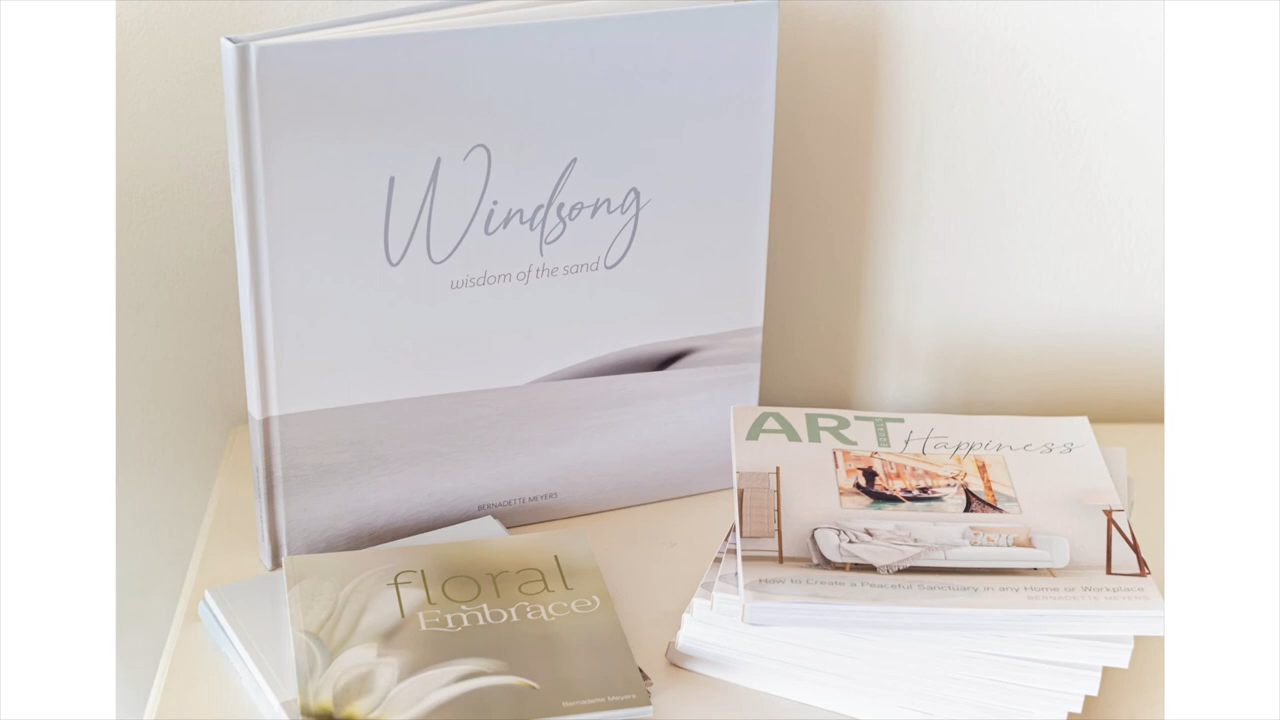 Windsong
wisdom of the sand
BERNADETTE MEYERS
floral
Embrace
Bernadette Meyers
ART EQUALS Happiness
How to Create a Peaceful Sanctuary in any Home or Workplace
BERNADETTE MEYERS